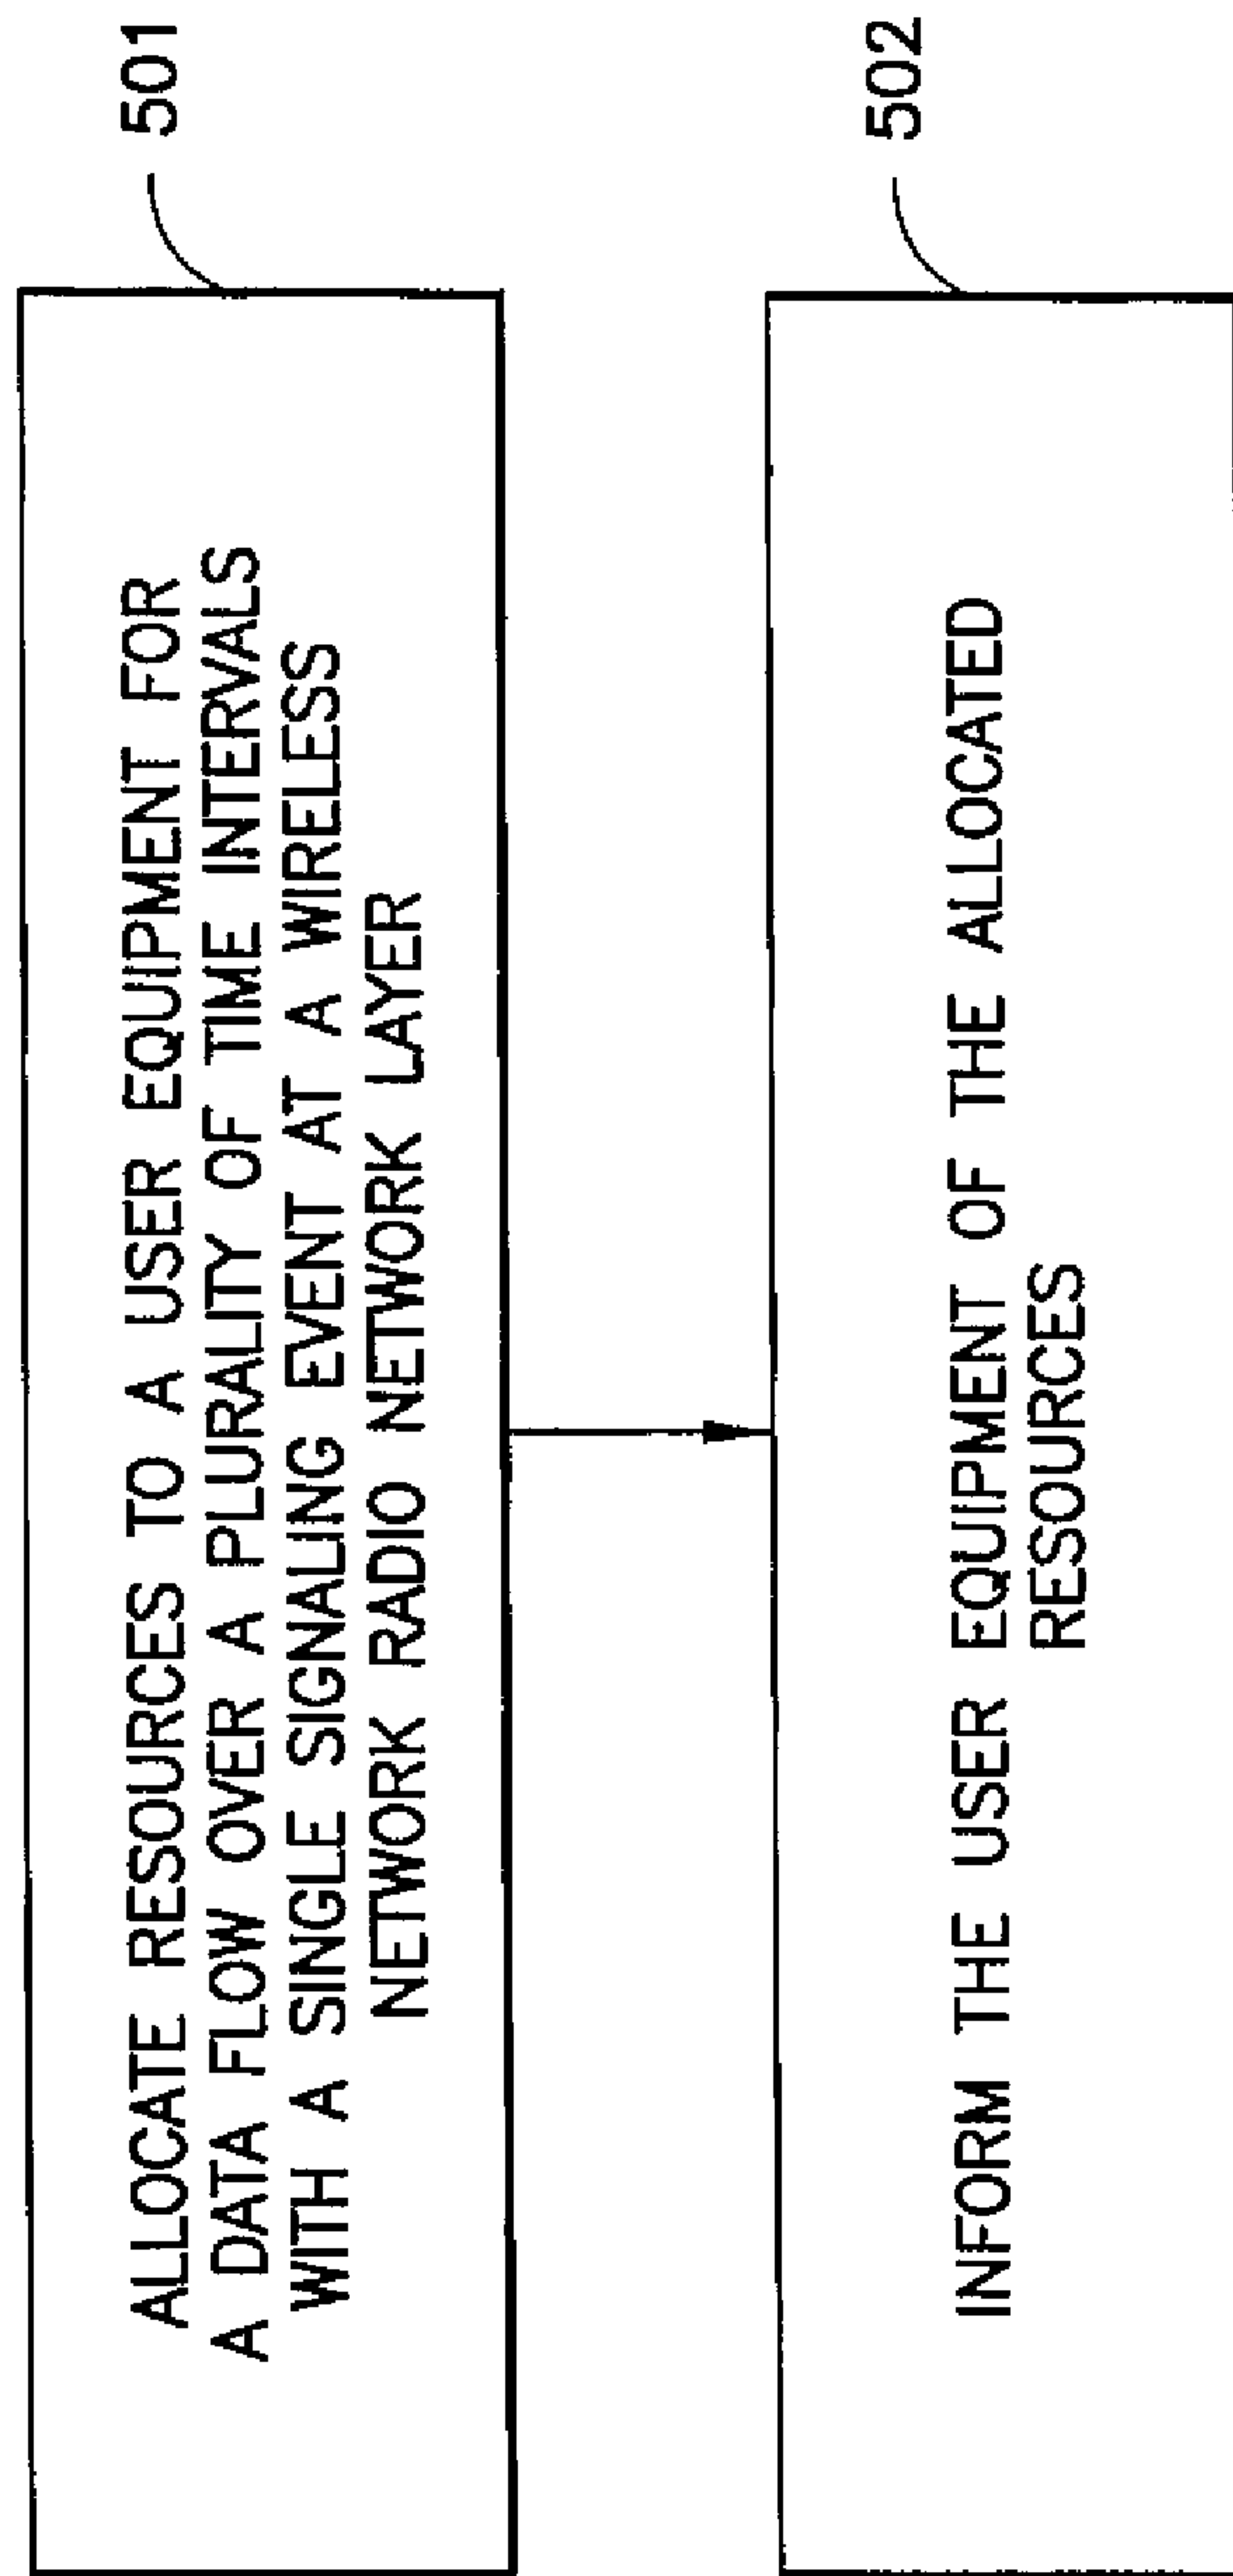 ALLOCATE RESOURCES TO A USER EQUIPMENT FOR
A DATA FLOW OVER A PLURALITY OF TIME INTERVALS
WITH A SINGLE SIGNALING EVENT AT A WIRELESS
NETWORK RADIO NETWORK LAYER
501
INFORM THE USER EQUIPMENT OF THE ALLOCATED
RESOURCES
502